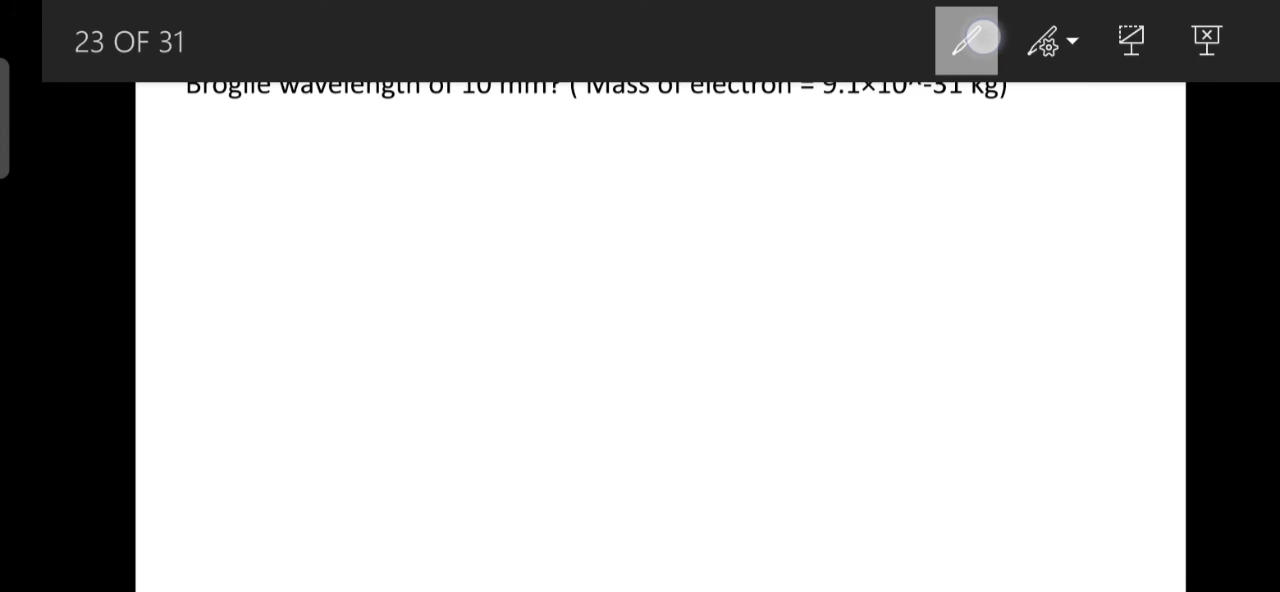 23 OF 31
Broglie wavelength of 10 mm? ( Mass of electron = 9.1×10^-31 kg)